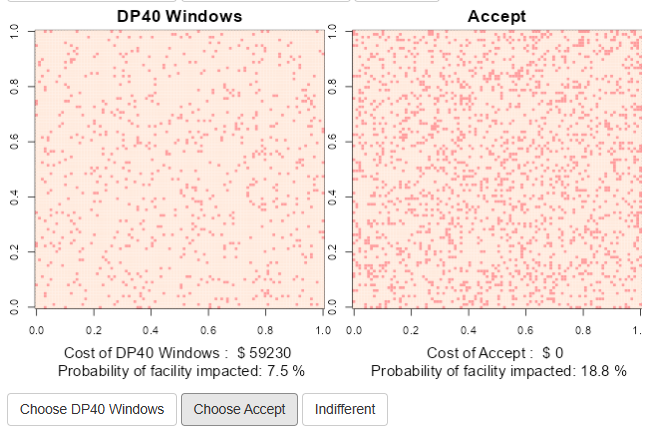 DP40 Windows
Accept
1.0
0.8
0.6
0.4
0.2
0.0
0.0 0.2 0.4 0.6 0.8 1.0
1.0
0.8
0.6
0.4
0.2
0.0
0.0 0.2 0.4 0.6 0.8 1.
Cost of DP40 Windows : $ 59230
Probability of facility impacted: 7.5 %
Cost of Accept : $ 0
Probability of facility impacted: 18.8 %
Choose DP40 Windows
Choose Accept
Indifferent